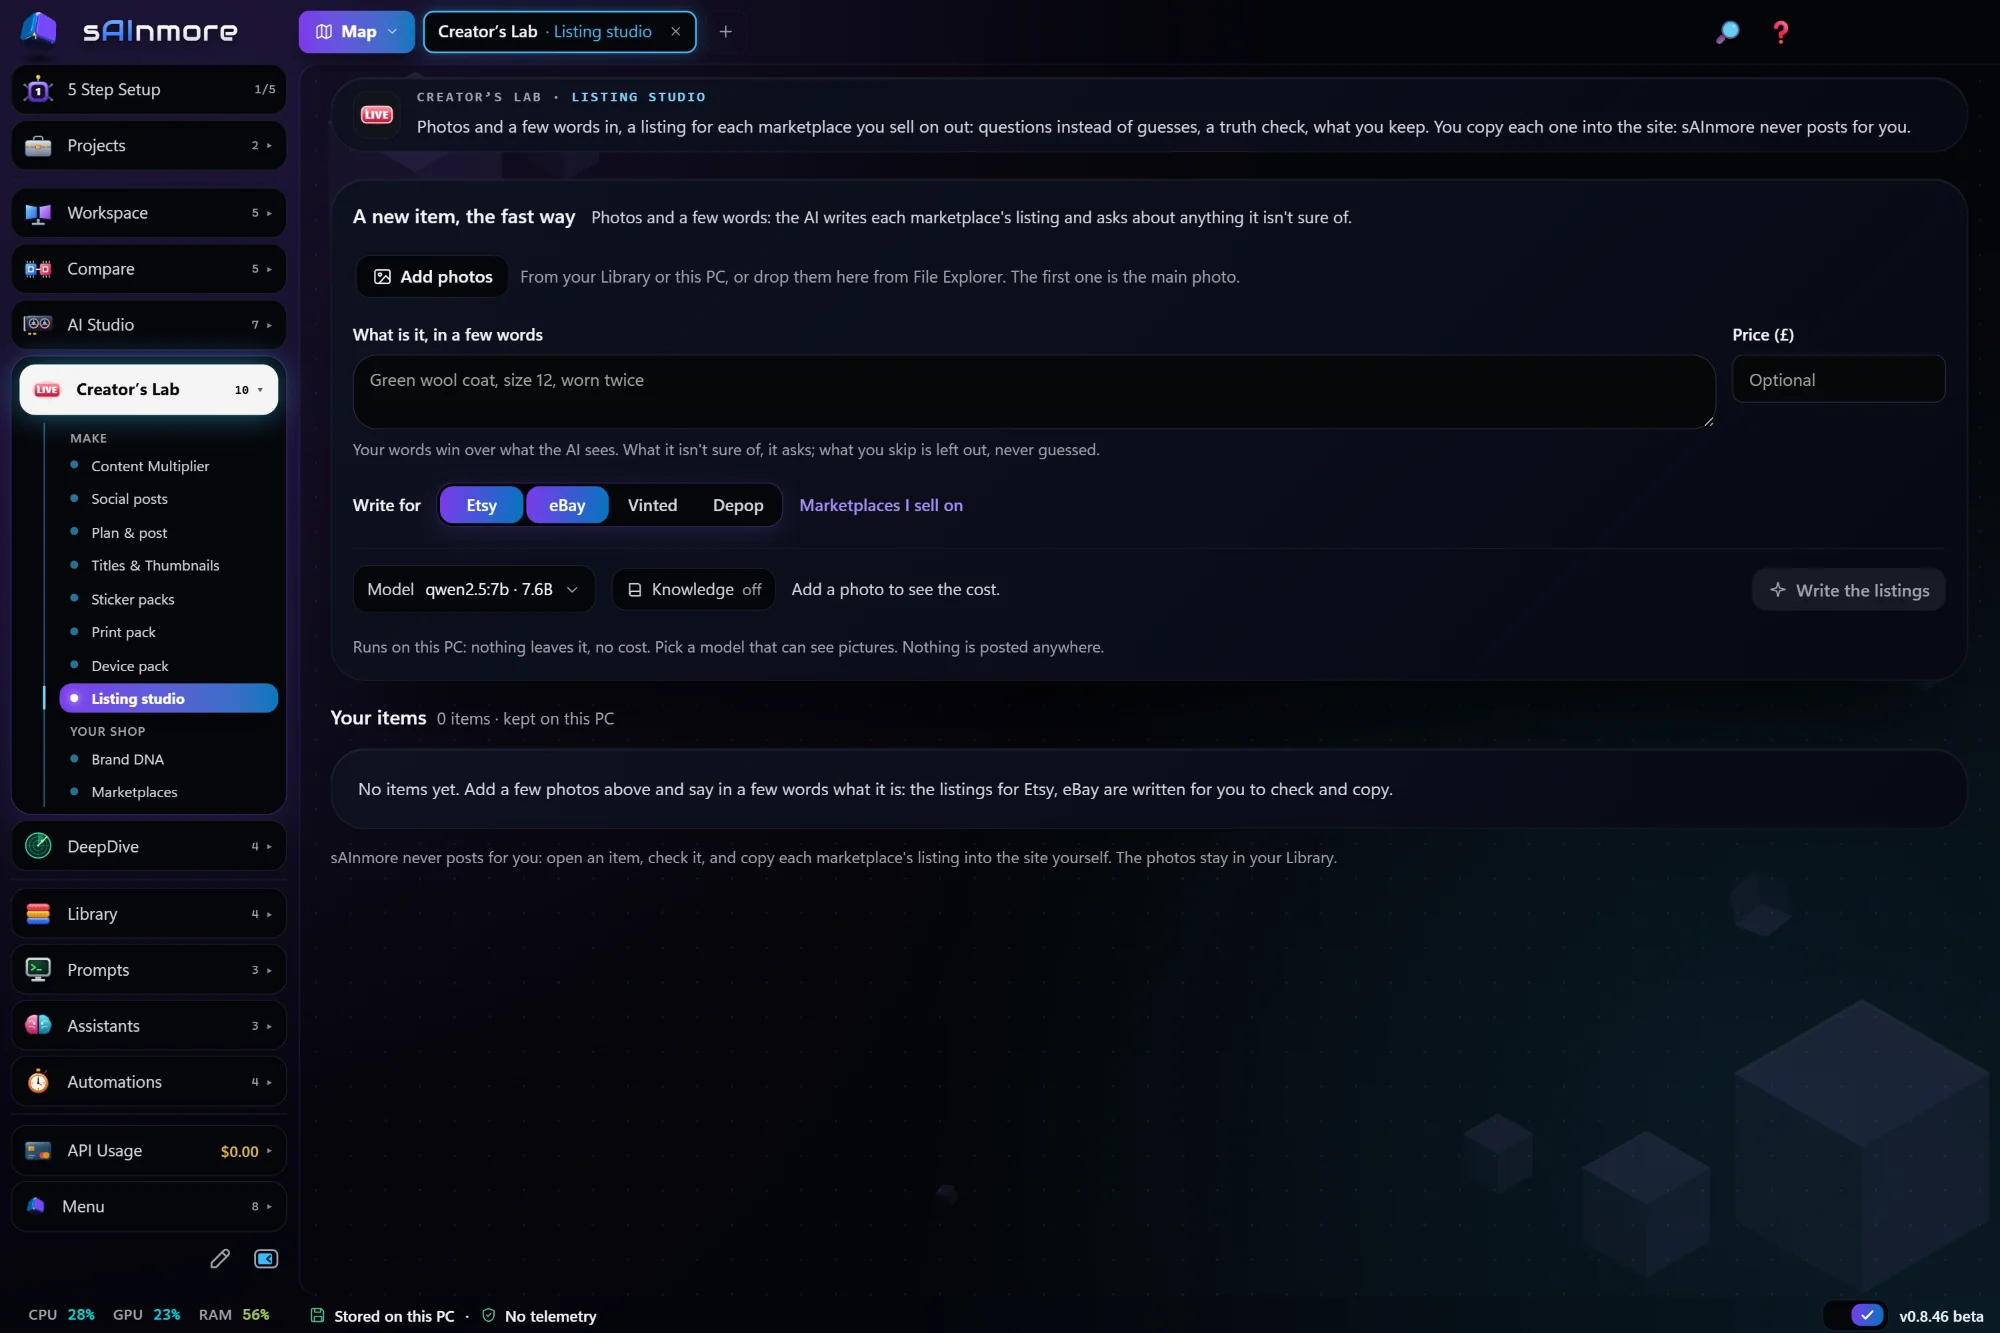 sAInmore
Map
Creator's Lab · Listing studio
5 Step Setup 1/5
Projects 2
Workspace 5
Compare 5
AI Studio 7
LIVE Creator's Lab 10
MAKE
Content Multiplier
Social posts
Plan & post
Titles & Thumbnails
Sticker packs
Print pack
Device pack
Listing studio
YOUR SHOP
Brand DNA
Marketplaces
DeepDive 4
Library 4
Prompts 3
Assistants 3
Automations 4
API Usage $0.00
Menu 8
CPU 28% GPU 23% RAM 56%
LIVE
CREATOR'S LAB · LISTING STUDIO
Photos and a few words in, a listing for each marketplace you sell on out: questions instead of guesses, a truth check, what you keep. You copy each one into the site: sAInmore never posts for you.
A new item, the fast way Photos and a few words: the AI writes each marketplace's listing and asks about anything it isn't sure of.
Add photos From your Library or this PC, or drop them here from File Explorer. The first one is the main photo.
What is it, in a few words Price (£)
Green wool coat, size 12, worn twice Optional
Your words win over what the AI sees. What it isn't sure of, it asks; what you skip is left out, never guessed.
Write for Etsy eBay Vinted Depop Marketplaces I sell on
Model qwen2.5:7b · 7.6B Knowledge off Add a photo to see the cost. Write the listings
Runs on this PC: nothing leaves it, no cost. Pick a model that can see pictures. Nothing is posted anywhere.
Your items 0 items · kept on this PC
No items yet. Add a few photos above and say in a few words what it is: the listings for Etsy, eBay are written for you to check and copy.
sAInmore never posts for you: open an item, check it, and copy each marketplace's listing into the site yourself. The photos stay in your Library.
Stored on this PC · No telemetry
v0.8.46 beta